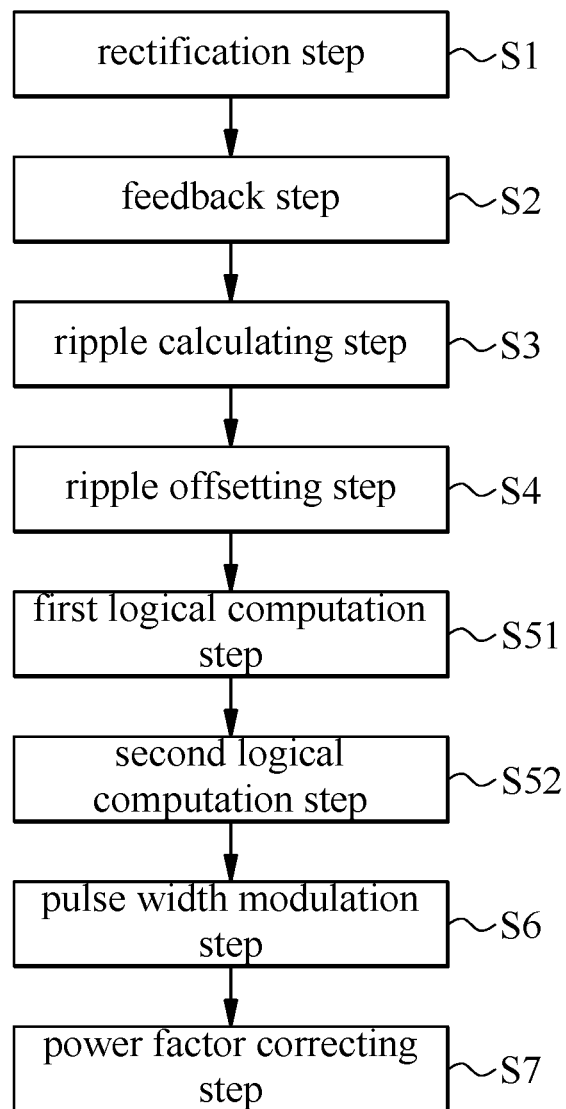 rectification step
S1
feedback step
S2
ripple calculating step
S3
ripple offsetting step
S4
first logical computation
step
S51
second logical
computation step
S52
pulse width modulation
step
S6
power factor correcting
step
S7